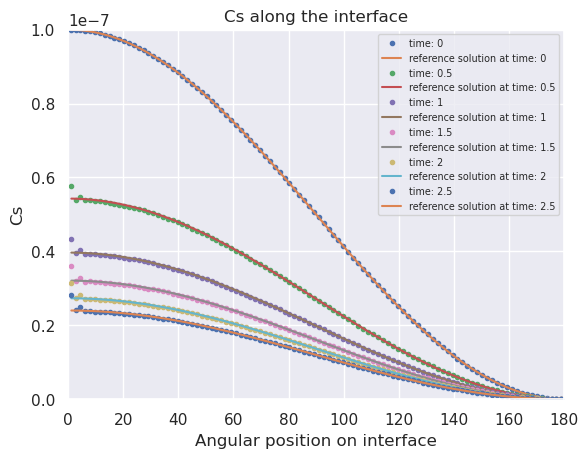 Cs along the interface
1e−7
time: 0
reference solution at time: 0
time: 0.5
reference solution at time: 0.5
time: 1
reference solution at time: 1
time: 1.5
reference solution at time: 1.5
time: 2
reference solution at time: 2
time: 2.5
reference solution at time: 2.5
1.0
0.8
0.6
0.4
0.2
0.0
Cs
0 20 40 60 80 100 120 140 160 180
Angular position on interface